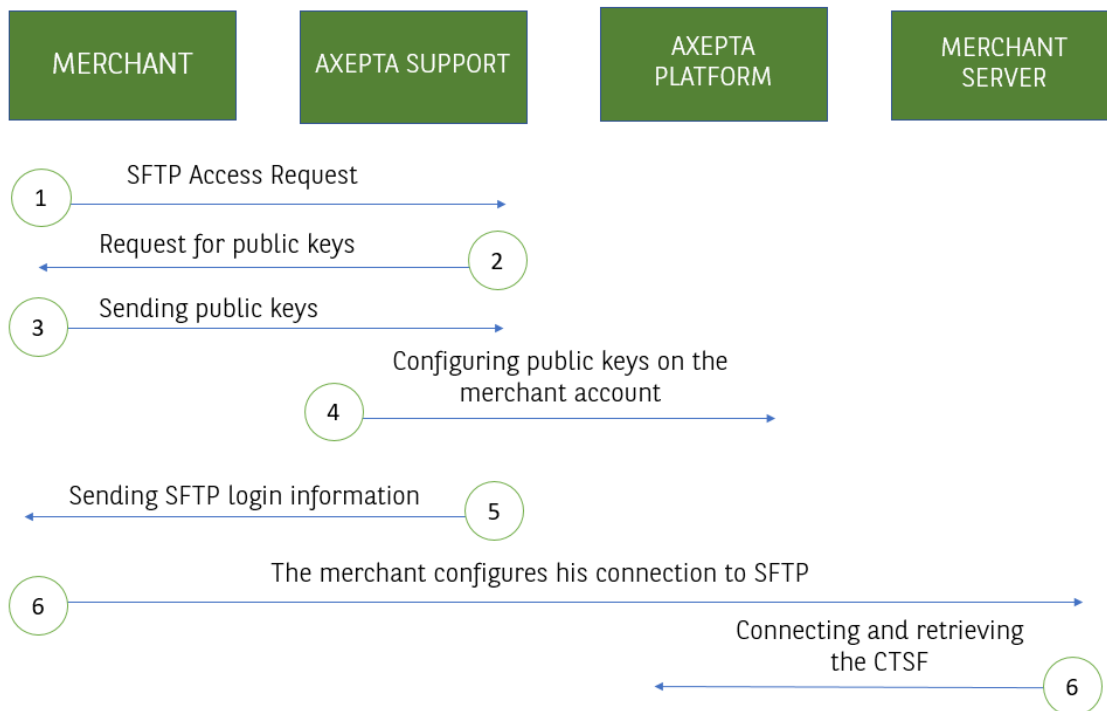 MERCHANT
AXEPTA SUPPORT
AXEPTA
PLATFORM
MERCHANT
SERVER
SFTP Access Request
1
Request for public keys
2
Sending public keys
3
Configuring public keys on the
merchant account
4
Sending SFTP login information
5
The merchant configures his connection to SFTP
6
Connecting and retrieving
the CTSF
6